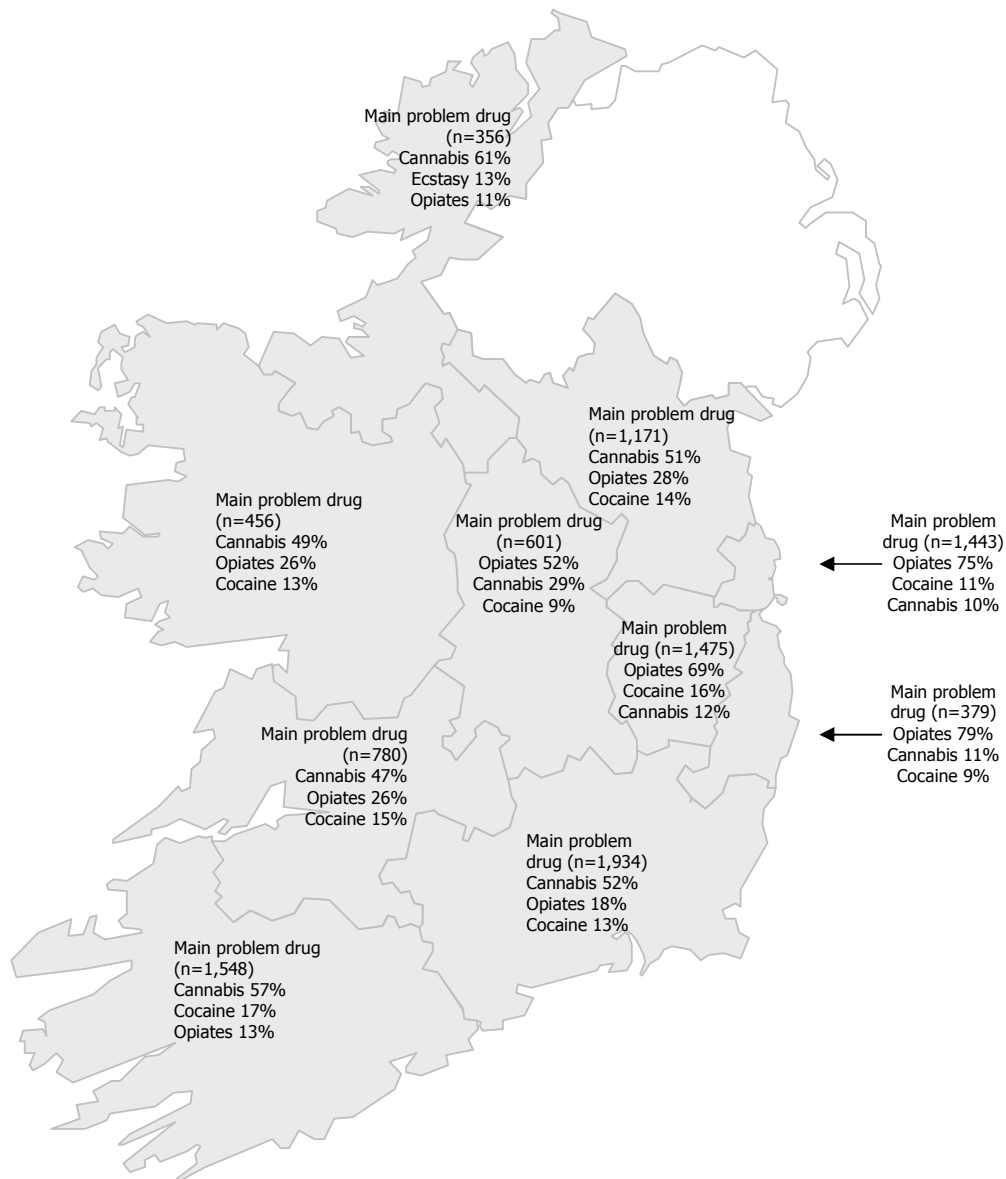 Main problem drug
(n=356)
Cannabis 61%
Ecstasy 13%
Opiates 11%
Main problem drug
(n=1,171)
Cannabis 51%
Opiates 28%
Cocaine 14%
Main problem drug
(n=456)
Cannabis 49%
Opiates 26%
Cocaine 13%
Main problem drug
(n=601)
Opiates 52%
Cannabis 29%
Cocaine 9%
Main problem
drug (n=1,443)
Opiates 75%
Cocaine 11%
Cannabis 10%
Main problem
drug (n=1,475)
Opiates 69%
Cocaine 16%
Cannabis 12%
Main problem
drug (n=379)
Opiates 79%
Cannabis 11%
Cocaine 9%
Main problem drug
(n=780)
Cannabis 47%
Opiates 26%
Cocaine 15%
Main problem
drug (n=1,934)
Cannabis 52%
Opiates 18%
Cocaine 13%
Main problem drug
(n=1,548)
Cannabis 57%
Cocaine 17%
Opiates 13%